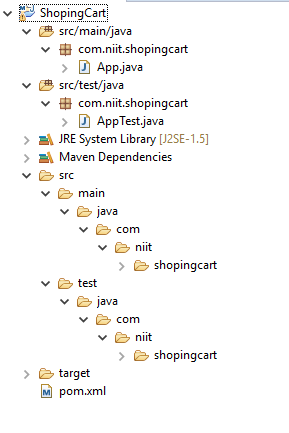 ShopingCart
src/main/java
com.niit.shopingcart
App.java
src/test/java
com.niit.shopingcart
AppTest.java
JRE System Library [J2SE-1.5]
Maven Dependencies
src
main
java
com
niit
shopingcart
test
java
com
niit
shopingcart
target
pom.xml